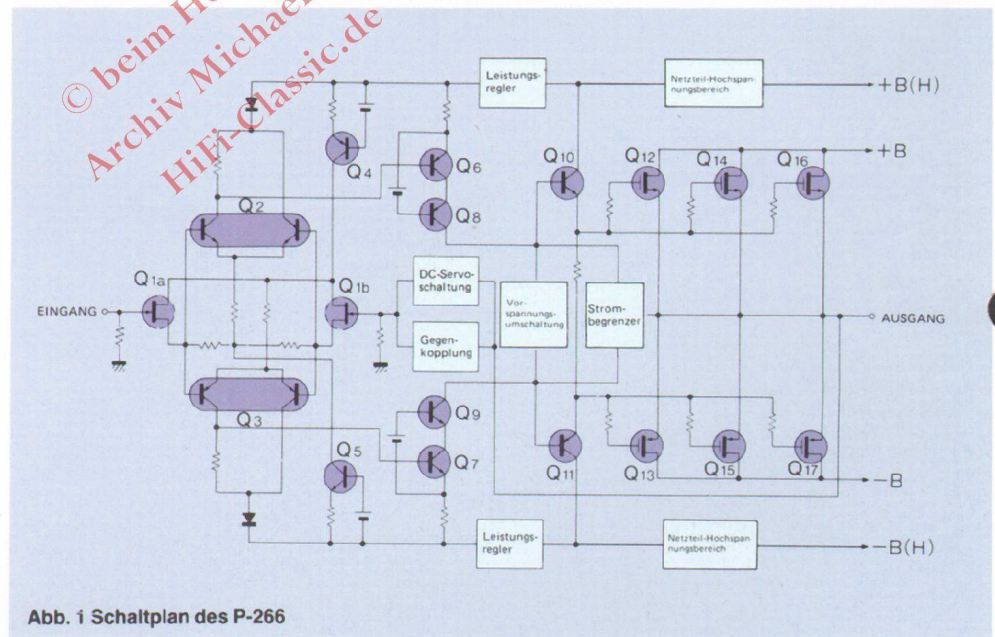 © beim He
Archiv Michael
HiFi-Classic.de
Leistungs-
regler
Netzteil-Hochspan-
nungsbereich
+B(H)
+B
Q4
Q6
Q8
Q10
Q12
Q14
Q16
Q2
Q1a
Q1b
EINGANG
DC-Servo-
schaltung
Gegen-
kopplung
Vor-
spannungs-
umschaltung
Strom-
begrenzer
AUSGANG
Q3
Q5
Q9
Q7
Q11
Q13
Q15
Q17
-B
Leistungs-
regler
Netzteil-Hochspan-
nungsbereich
-B(H)
Abb. 1 Schaltplan des P-266